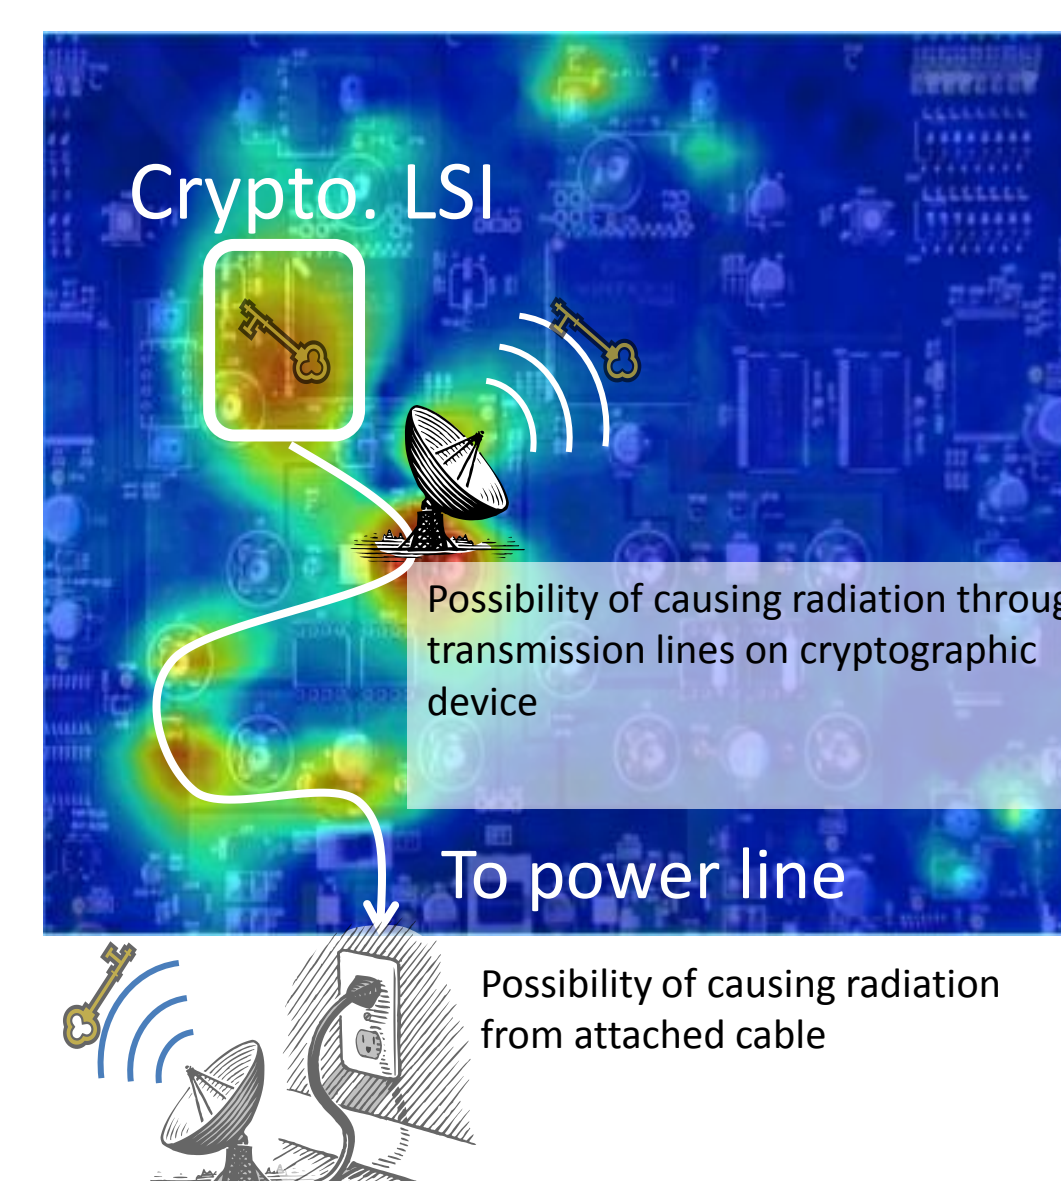 Crypto. LSI
Possibility of causing radiation throug
transmission lines on cryptographic
device
To power line
Possibility of causing radiation
from attached cable